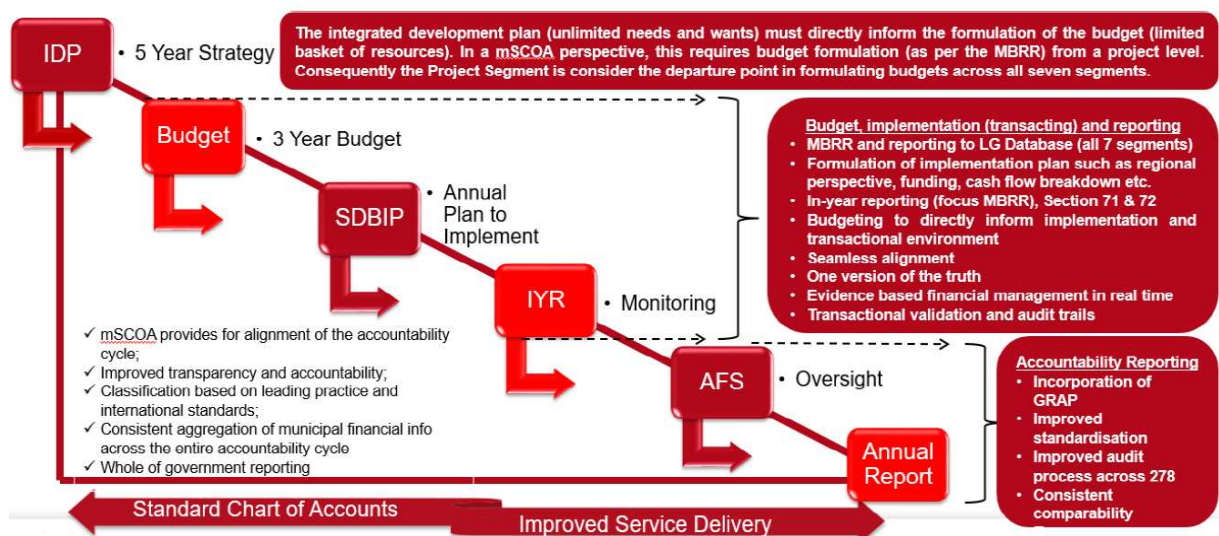 IDP
• 5 Year Strategy
The integrated development plan (unlimited needs and wants) must directly inform the formulation of the budget (limited
basket of resources). In a mSCOA perspective, this requires budget formulation (as per the MBRR) from a project level.
Consequently the Project Segment is consider the departure point in formulating budgets across all seven segments.
Budget
• 3 Year Budget
SDBIP
• Annual
Plan to
Implement
IYR
• Monitoring
AFS
• Oversight
Annual
Report
Budget, implementation (transacting) and reporting
• MBRR and reporting to LG Database (all 7 segments)
• Formulation of implementation plan such as regional
perspective, funding, cash flow breakdown etc.
• In-year reporting (focus MBRR), Section 71 & 72
• Budgeting to directly inform implementation and
transactional environment
• Seamless alignment
• One version of the truth
• Evidence based financial management in real time
• Transactional validation and audit trails
✓ mSCOA provides for alignment of the accountability
cycle;
✓ Improved transparency and accountability;
✓ Classification based on leading practice and
international standards;
✓ Consistent aggregation of municipal financial info
across the entire accountability cycle
✓ Whole of government reporting
Accountability Reporting
• Incorporation of
GRAP
• Improved
standardisation
• Improved audit
process across 278
• Consistent
comparability
Standard Chart of Accounts
Improved Service Delivery